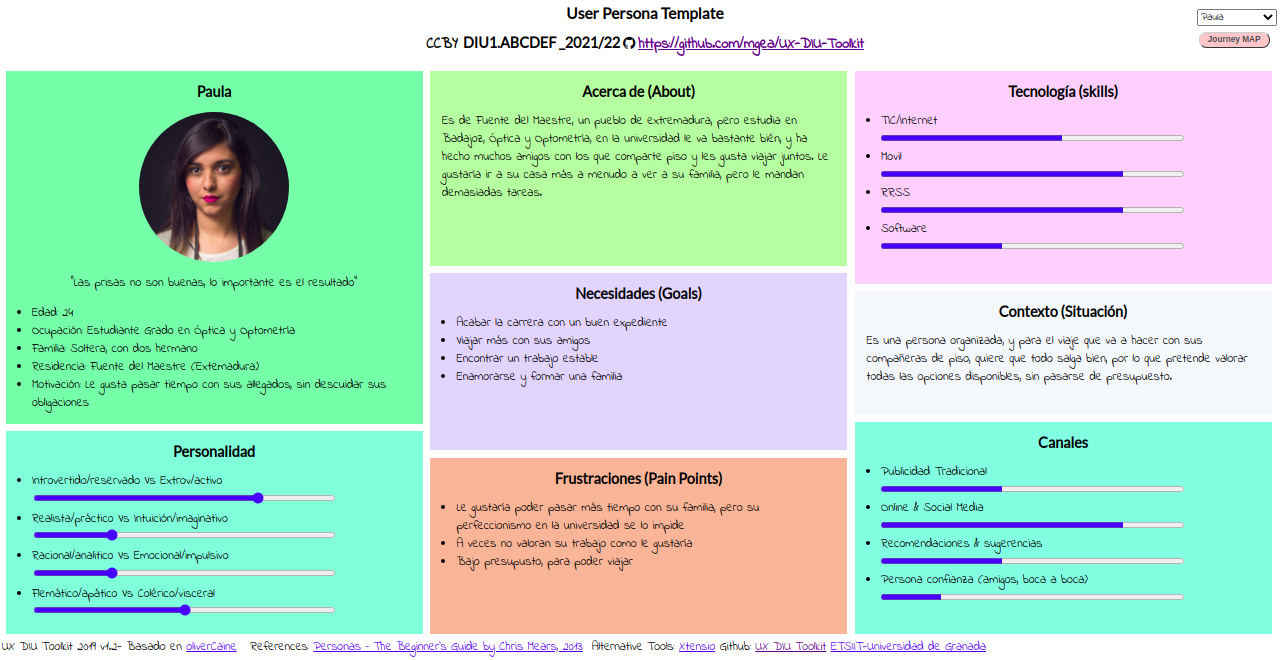 User Persona Template
Paula
CCBY DIU1.ABCDEF_2021/22 https://github.com/mgea/UX-DIU-Toolkit
Journey MAP
Paula
"Las prisas no son buenas, lo importante es el resultado"
Edad: 24
Ocupación: Estudiante Grado en Óptica y Optometría
Familia: Soltera, con dos hermano
Residencia: Fuente del Maestre (Extemadura)
Motivación: Le gusta pasar tiempo con sus allegados, sin descuidar sus
obligaciones
Personalidad
Introvertido/reservado Vs Extrov/activo
Realista/práctico Vs Intuición/imaginativo
Racional/analitico Vs Emocional/impulsivo
Flemático/apático Vs Colérico/visceral
Acerca de (About)
Es de Fuente del Maestre, un pueblo de extremadura, pero estudia en
Badajoz, Óptica y Optometría, en la universidad le va bastante bién, y ha
hecho muchos amigos con los que comparte piso y les gusta viajar juntos. Le
gustaría ir a su casa más a menudo a ver a su familia, pero le mandan
demasiadas tareas.
Necesidades (Goals)
Acabar la carrera con un buen expediente
Viajar más con sus amigos
Encontrar un trabajo estable
Enamorarse y formar una familia
Frustraciones (Pain Points)
Le gustaría poder pasar más tiempo con su familia, pero su
perfeccionismo en la universidad se lo impide
A veces no valoran su trabajo como le gustaría
Bajo presupusto, para poder viajar
Tecnología (skills)
TIC/Internet
Movil
RRSS
Software
Contexto (Situación)
Es una persona organizada, y para el viaje que va a hacer con sus
compañeras de piso, quiere que todo salga bien, por lo que pretende valorar
todas las opciones disponibles, sin pasarse de presupuesto.
Canales
Publicidad Tradicional
Online & Social Media
Recomendaciones & sugerencias
Persona confianza (amigos, boca a boca)
UX DIU Toolkit 2019 v1.2- Basado en oliverCaine References: Personas - The Beginner's Guide by Chris Mears, 2013 Alternative Tools: Xtensio Github: UX DIU Toolkit ETSIIT-Universidad de Granada